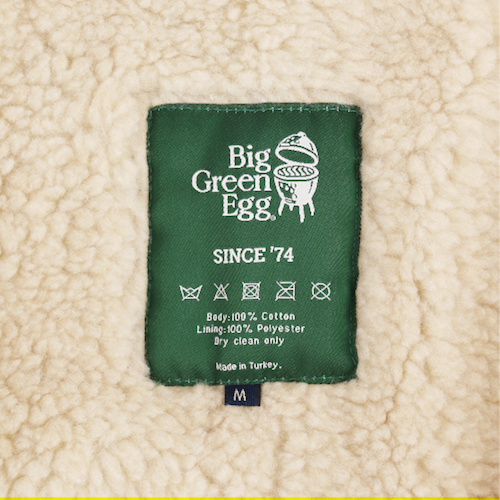 Big
Green
Egg®
SINCE '74
Body:100% Cotton
Lining:100% Polyester
Dry clean only
Made in Turkey.
M